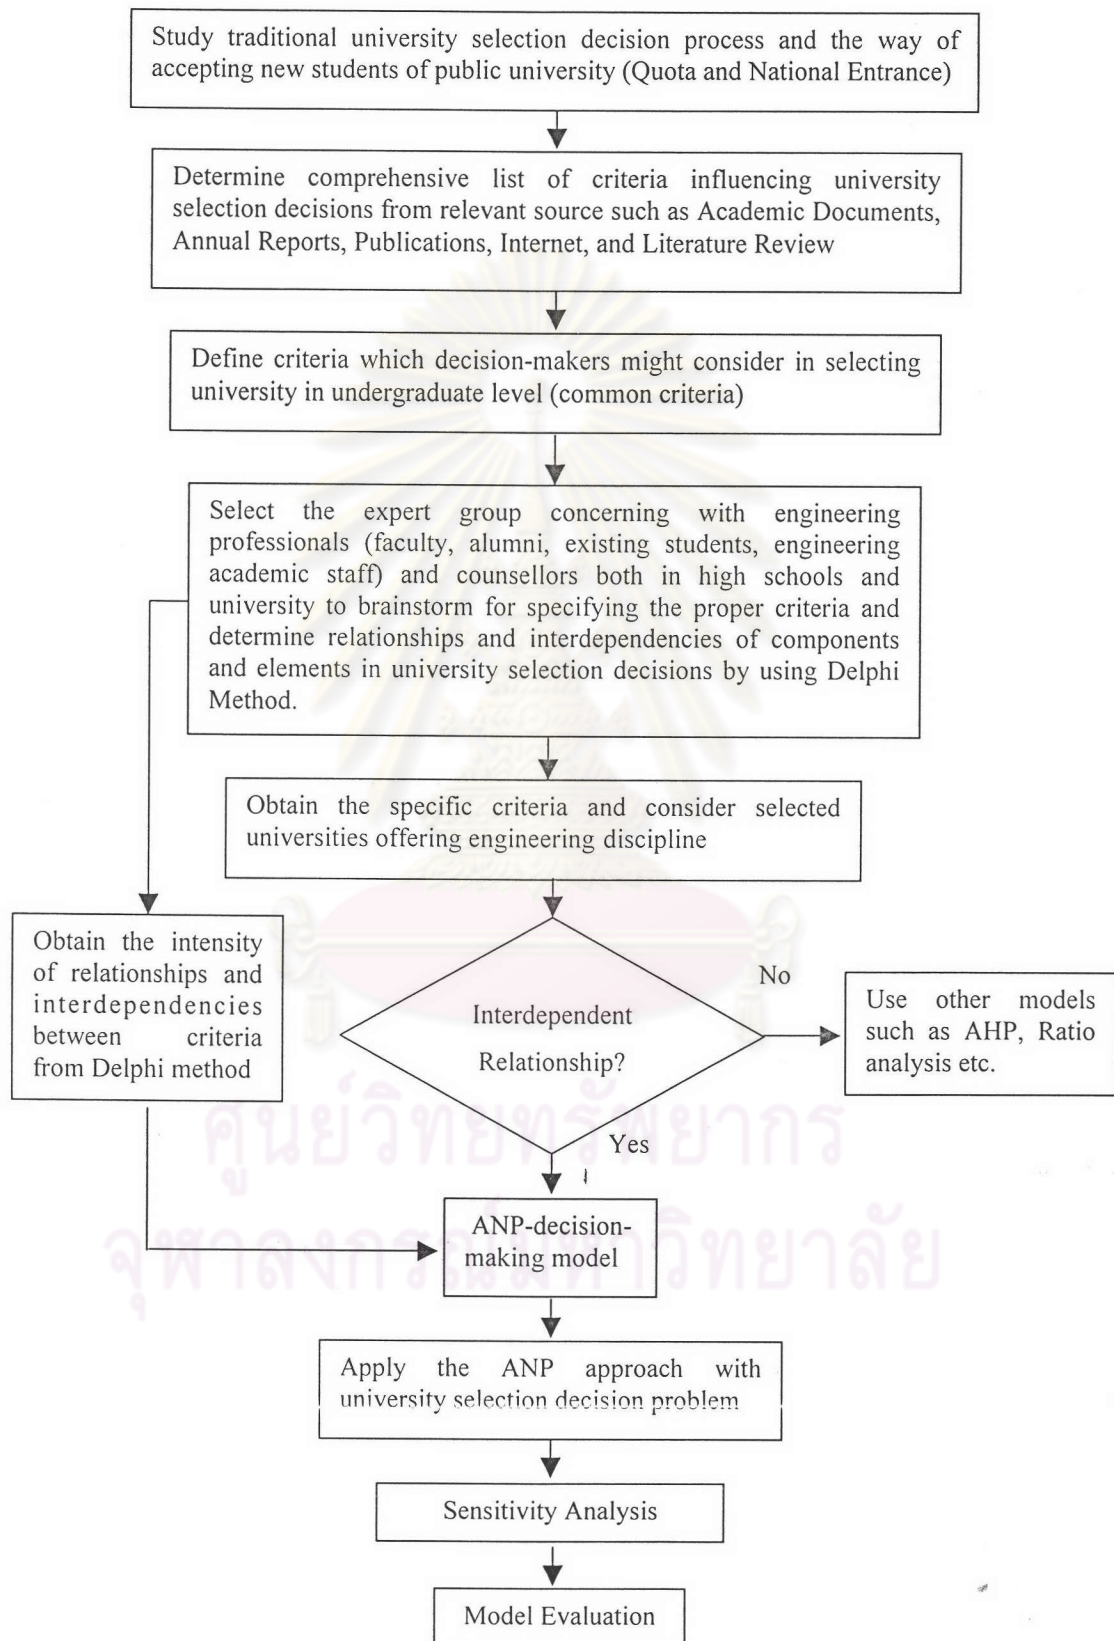 Study traditional university selection decision process and the way of
accepting new students of public university (Quota and National Entrance)
Determine comprehensive list of criteria influencing university
selection decisions from relevant source such as Academic Documents,
Annual Reports, Publications, Internet, and Literature Review
Define criteria which decision-makers might consider in selecting
university in undergraduate level (common criteria)
Select the expert group concerning with engineering
professionals (faculty, alumni, existing students, engineering
academic staff) and counsellors both in high schools and
university to brainstorm for specifying the proper criteria and
determine relationships and interdependencies of components
and elements in university selection decisions by using Delphi
Method.
Obtain the specific criteria and consider selected
universities offering engineering discipline
Obtain the intensity
of relationships and
interdependencies
between criteria
from Delphi method
Interdependent
Relationship?
No
Use other models
such as AHP, Ratio
analysis etc.
Yes
ศูนย์วิทยทรัพยากร
จุฬาลงกรณ์มหาวิทยาลัย
ANP-decision-
making model
Apply the ANP approach with
university selection decision problem
Sensitivity Analysis
Model Evaluation